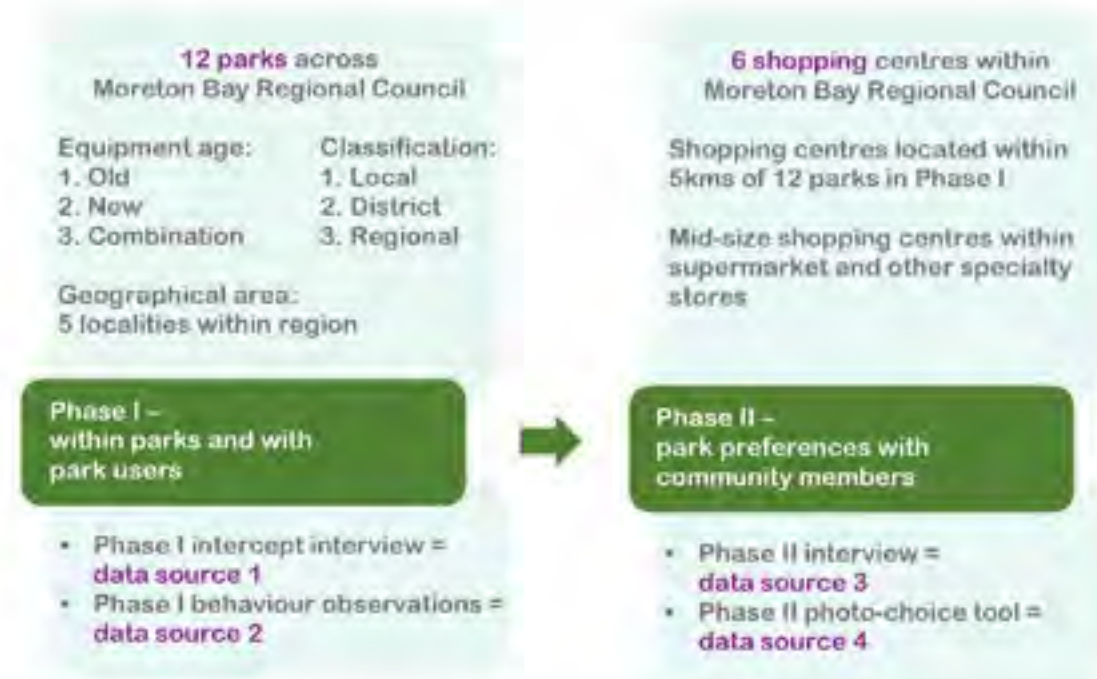 12 parks across
Moreton Bay Regional Council
Equipment age:
1. Old
2. New
3. Combination
Classification:
1. Local
2. District
3. Regional
Geographical area:
5 localities within region
Phase I –
within parks and with
park users
• Phase I intercept interview =
data source 1
• Phase I behaviour observations =
data source 2
6 shopping centres within
Moreton Bay Regional Council
Shopping centres located within
5kms of 12 parks in Phase I
Mid-size shopping centres within
supermarket and other specialty
stores
Phase II –
park preferences with
community members
• Phase II interview =
data source 3
• Phase II photo-choice tool =
data source 4